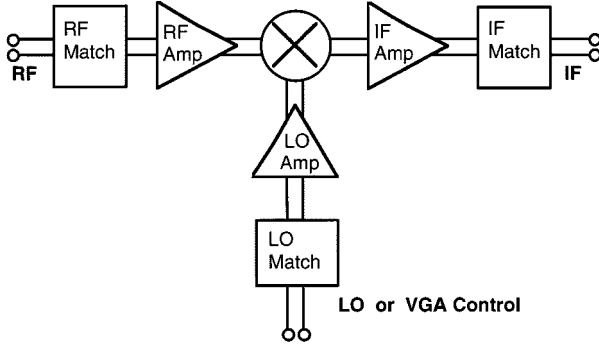 RF
Match
RF
Amp
IF
Amp
IF
Match
RF
IF
LO
Amp
LO
Match
LO or VGA Control